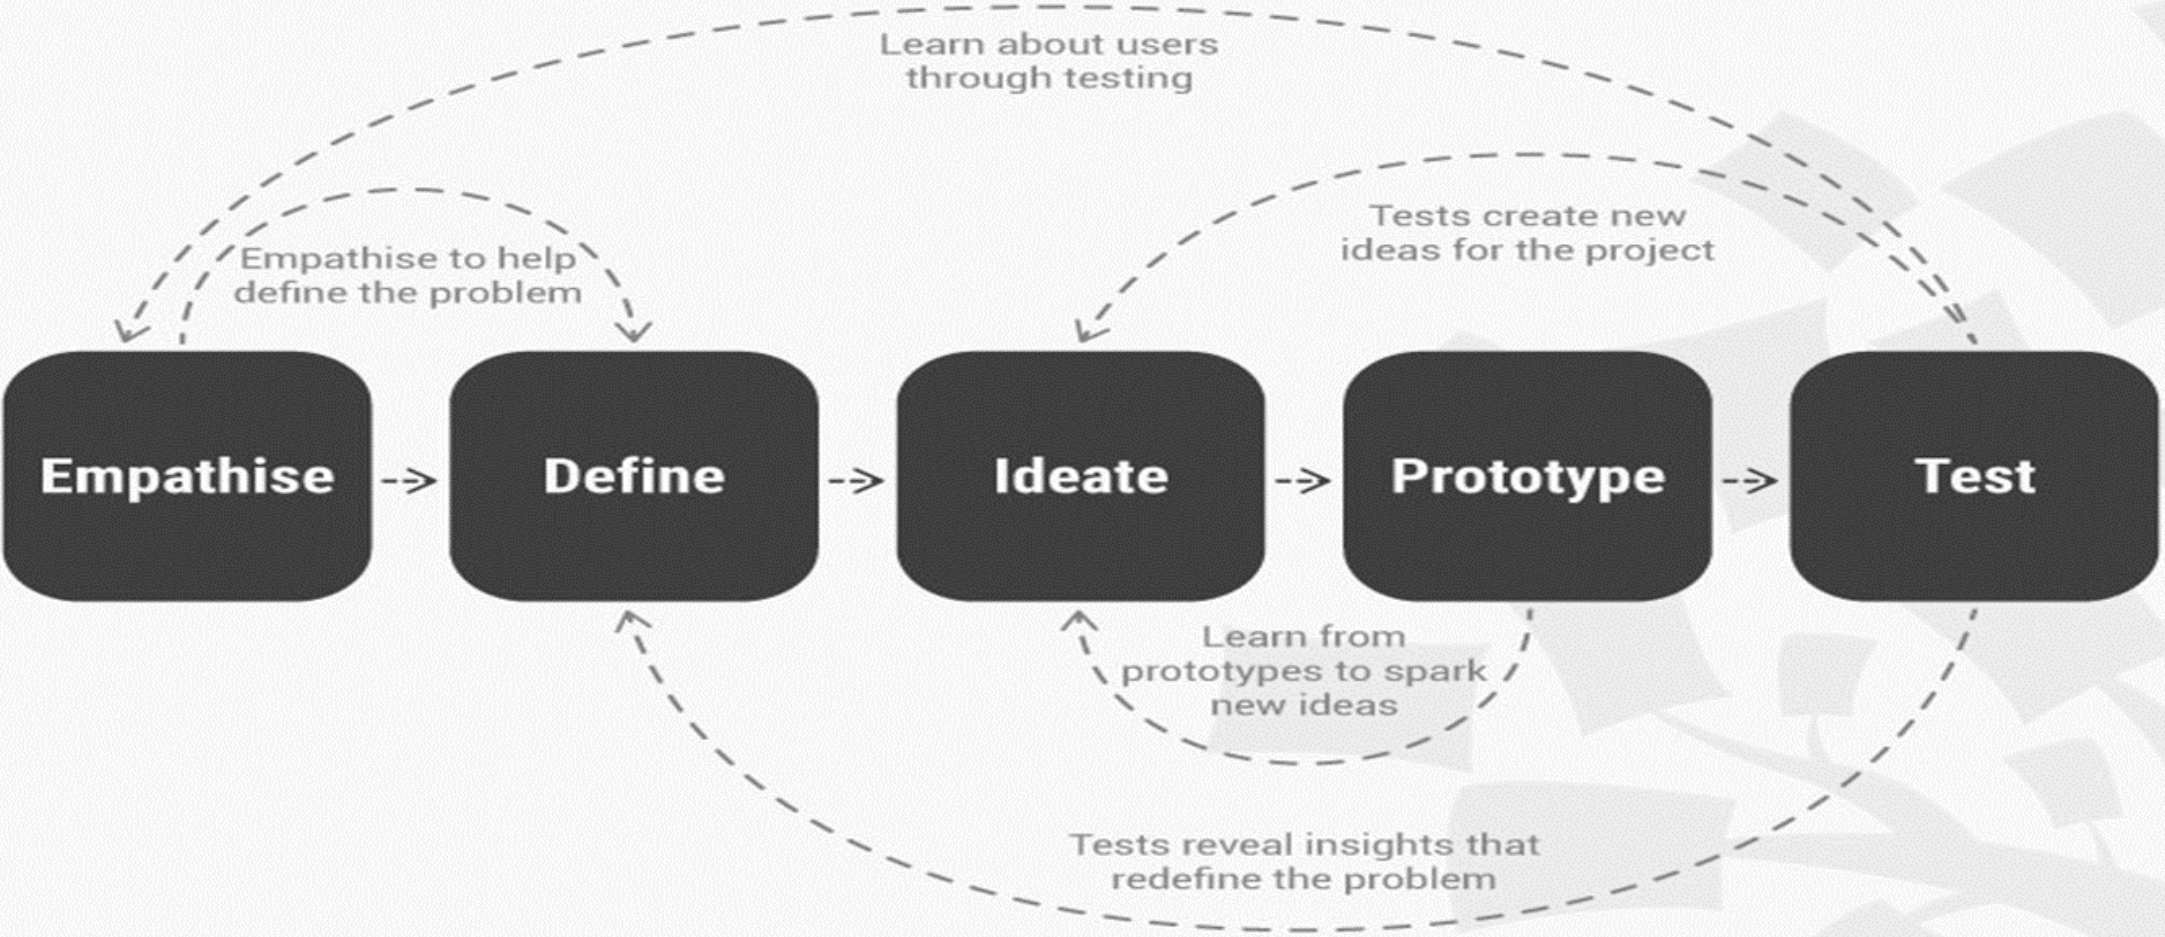 Learn about users
through testing
Tests create new
ideas for the project
Empathise to help
define the problem
Empathise
Define
Ideate
Prototype
Test
Learn from
prototypes to spark
new ideas
Tests reveal insights that
redefine the problem